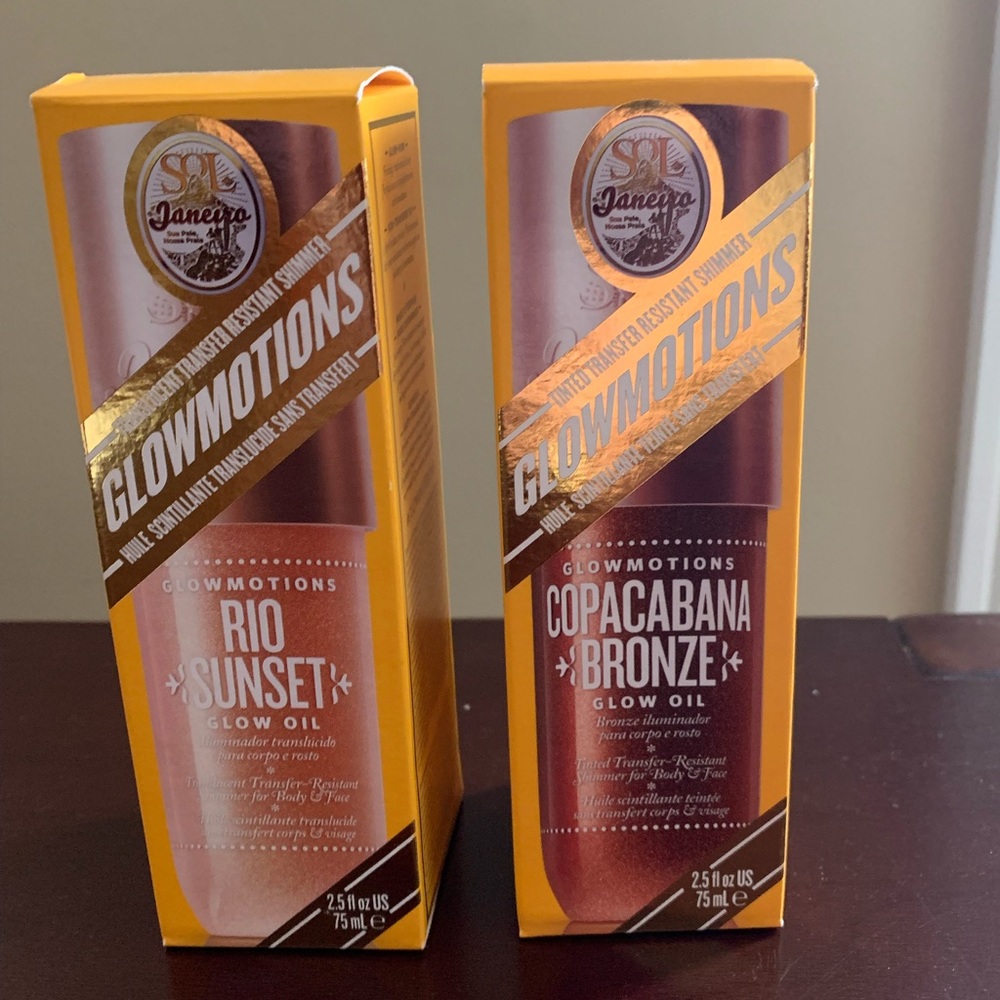 SOL
Janeiro
Sua Pele,
Nossa Praia
TRANSFER RESISTANT SHIMMER
GLOWMOTIONS
HUILE SCINTILLANTE TRANSLUCIDE SANS TRANSFERT
GLOWMOTIONS
RIO
SUNSET
GLOW OIL
iluminador translúcido
para corpo e rosto
Translucent Transfer-Resistant
Shimmer for Body & Face
Huile scintillante translucide
sans transfert corps & visage
2.5 fl oz US
75 mL e
SOL
Janeiro
Sua Pele,
Nossa Praia
TINTED TRANSFER RESISTANT SHIMMER
GLOWMOTIONS
HUILE SCINTILLANTE TEINTÉE SANS TRANSFERT
GLOWMOTIONS
COPACABANA
BRONZE
GLOW OIL
Bronze iluminador
para corpo e rosto
Tinted Transfer-Resistant
Shimmer for Body & Face
Huile scintillante teintée
sans transfert corps & visage
2.5 fl oz US
75 mL e